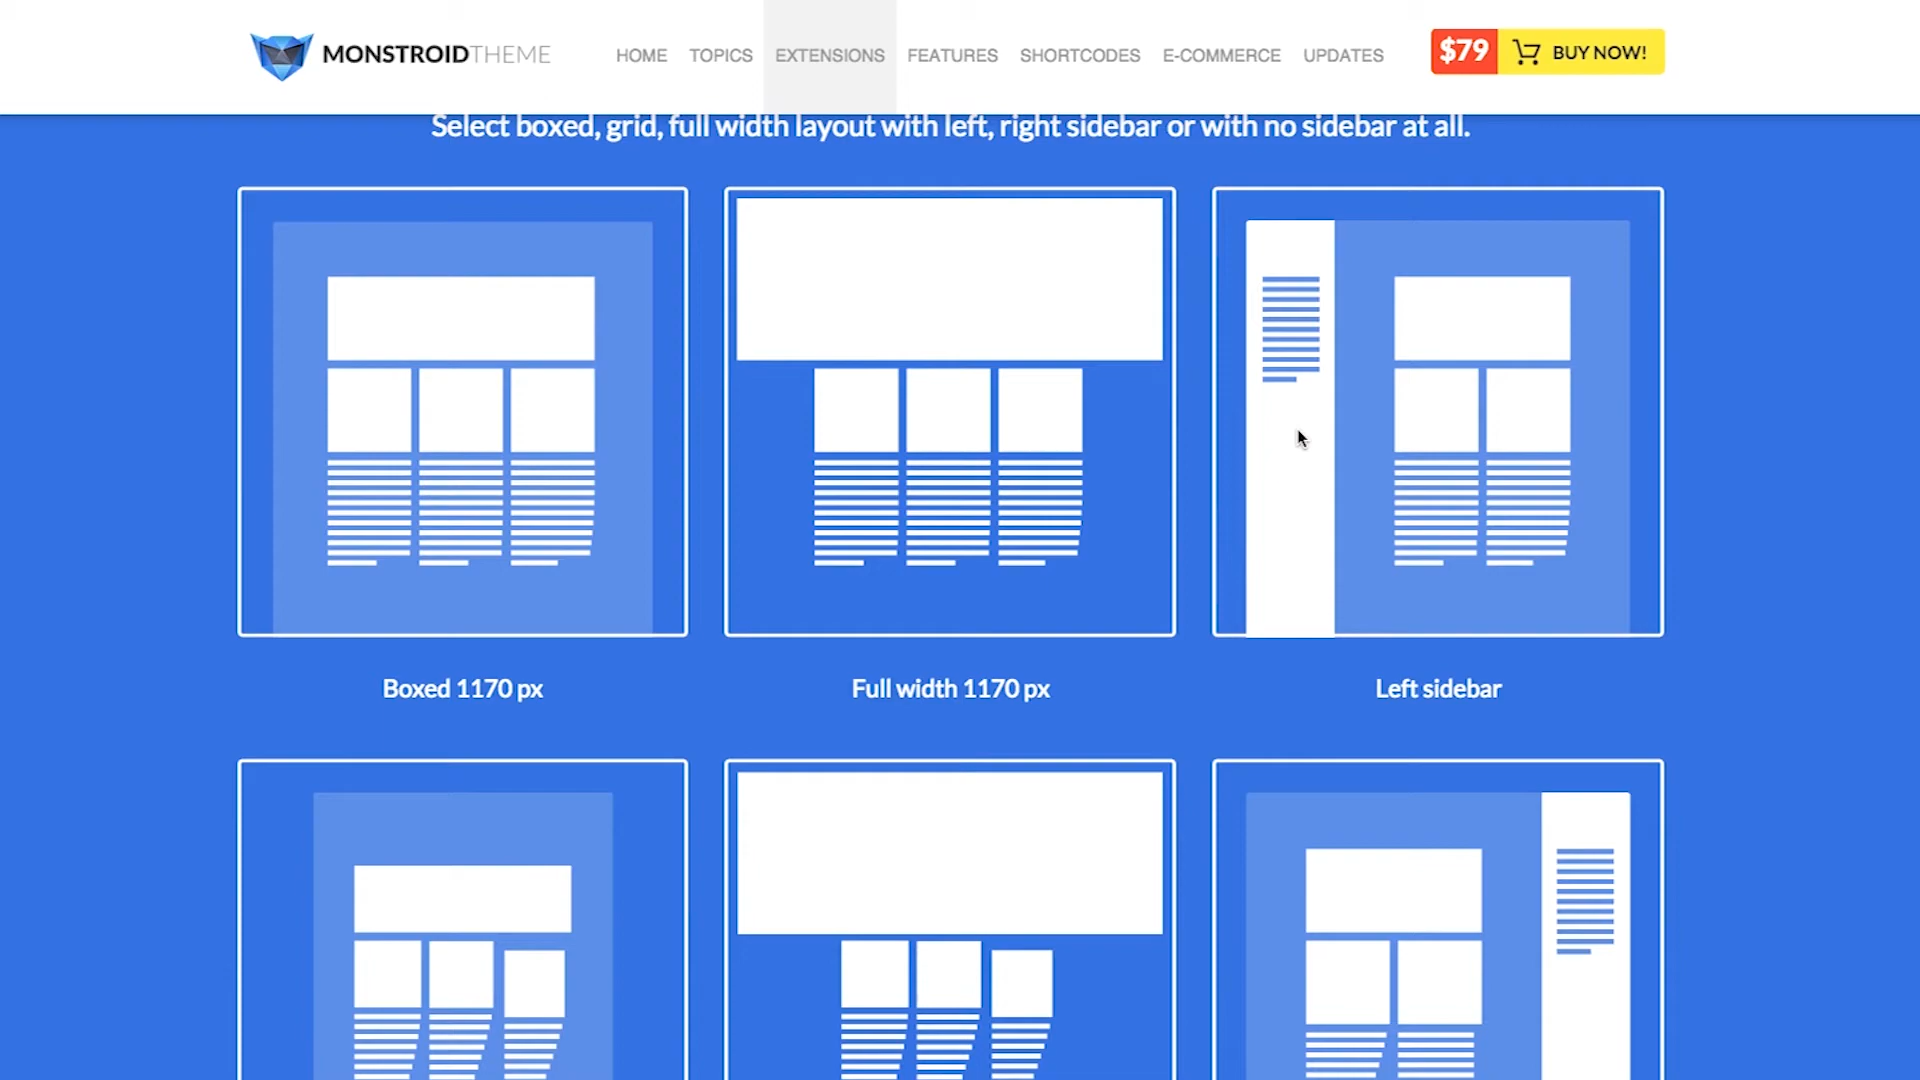 MONSTROIDTHEME
HOME TOPICS EXTENSIONS FEATURES SHORTCODES E-COMMERCE UPDATES
$79 BUY NOW!
Select boxed, grid, full width layout with left, right sidebar or with no sidebar at all.
Boxed 1170 px
Full width 1170 px
Left sidebar